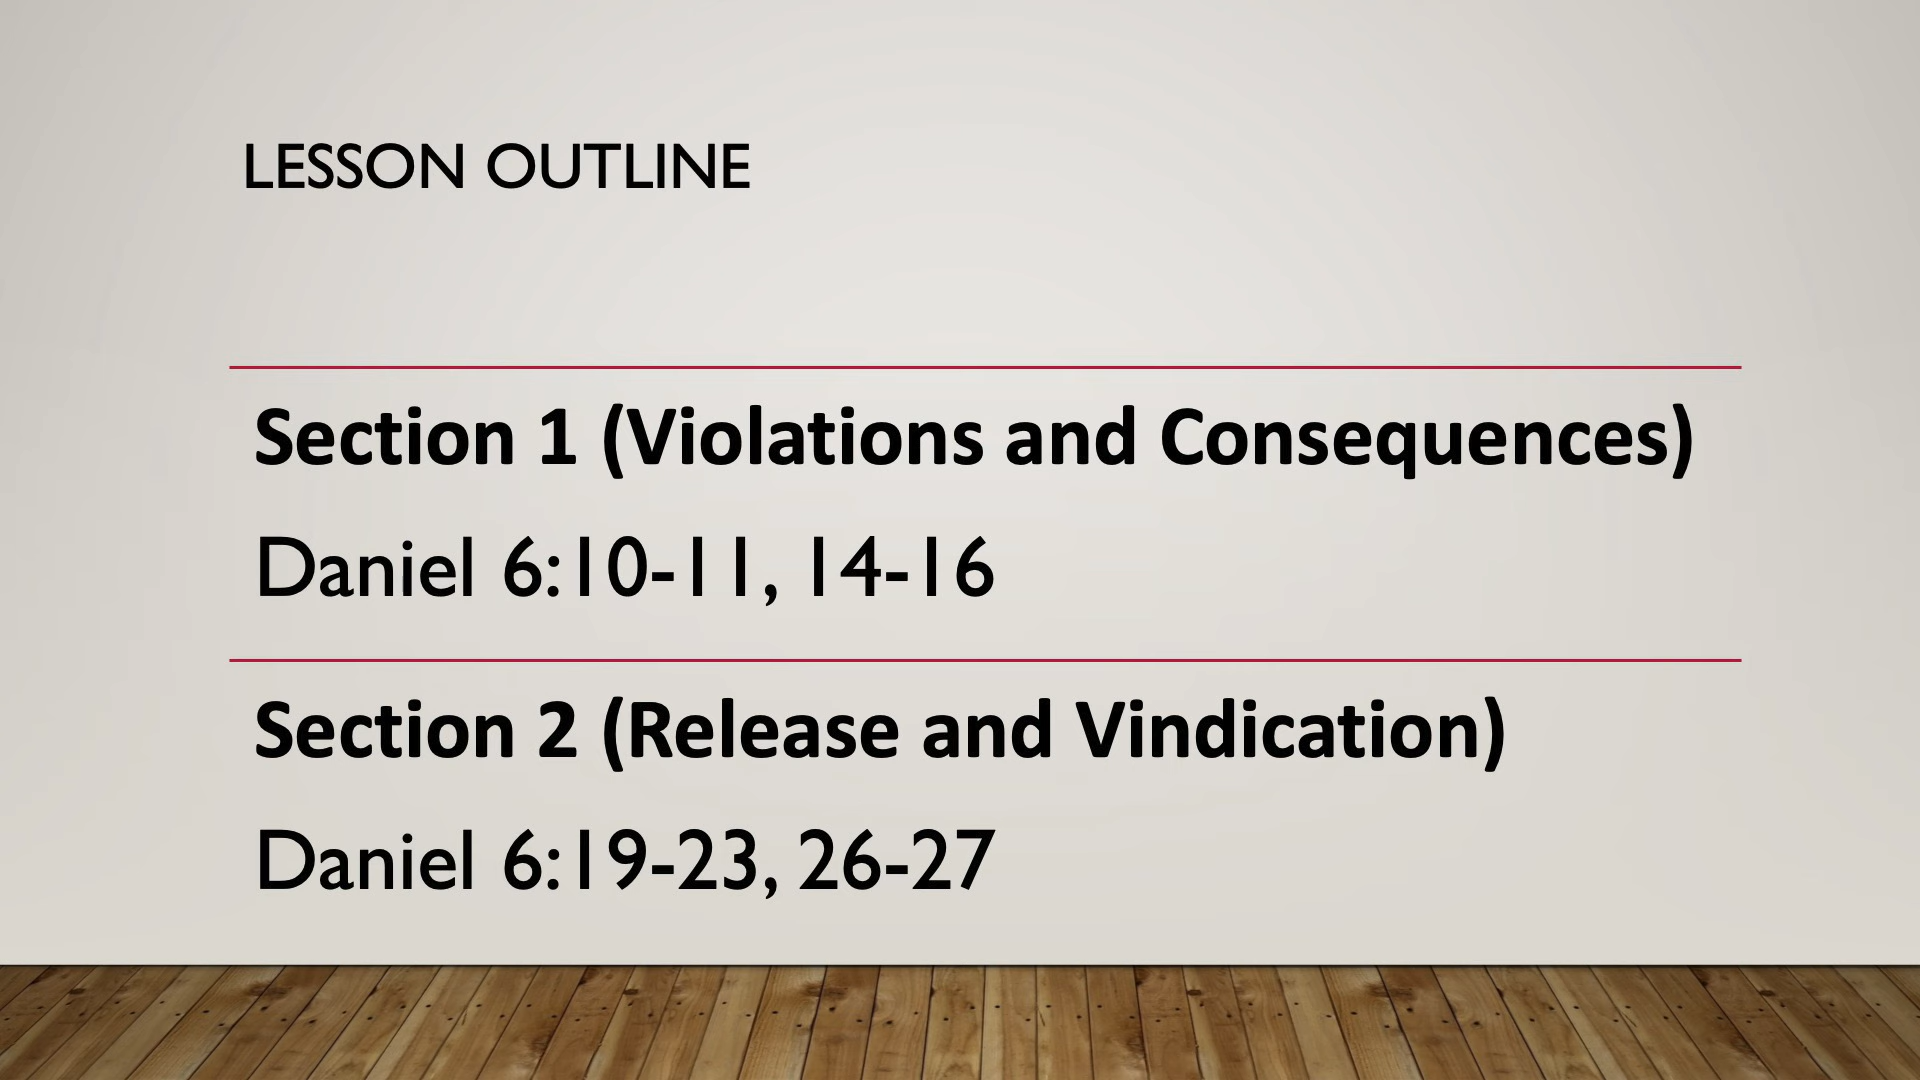 LESSON OUTLINE
Section 1 (Violations and Consequences)
Daniel 6:10-11, 14-16
Section 2 (Release and Vindication)
Daniel 6:19-23, 26-27